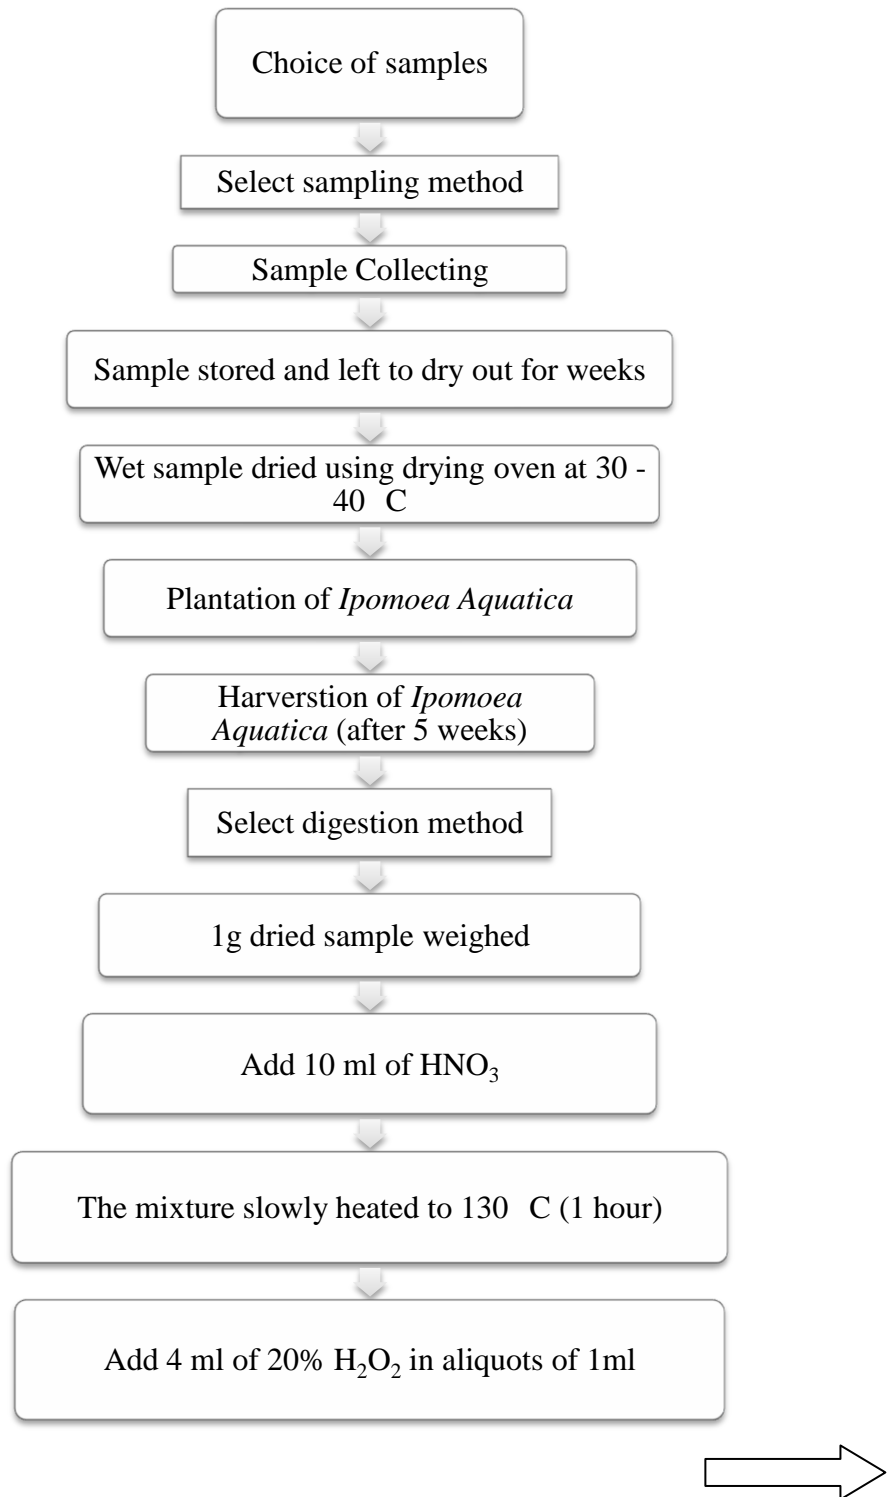 Choice of samples
Select sampling method
Sample Collecting
Sample stored and left to dry out for weeks
Wet sample dried using drying oven at 30 -
40 C
Plantation of Ipomoea Aquatica
Harverstion of Ipomoea
Aquatica (after 5 weeks)
Select digestion method
1g dried sample weighed
Add 10 ml of HNO₃
The mixture slowly heated to 130 C (1 hour)
Add 4 ml of 20% H₂O₂ in aliquots of 1ml